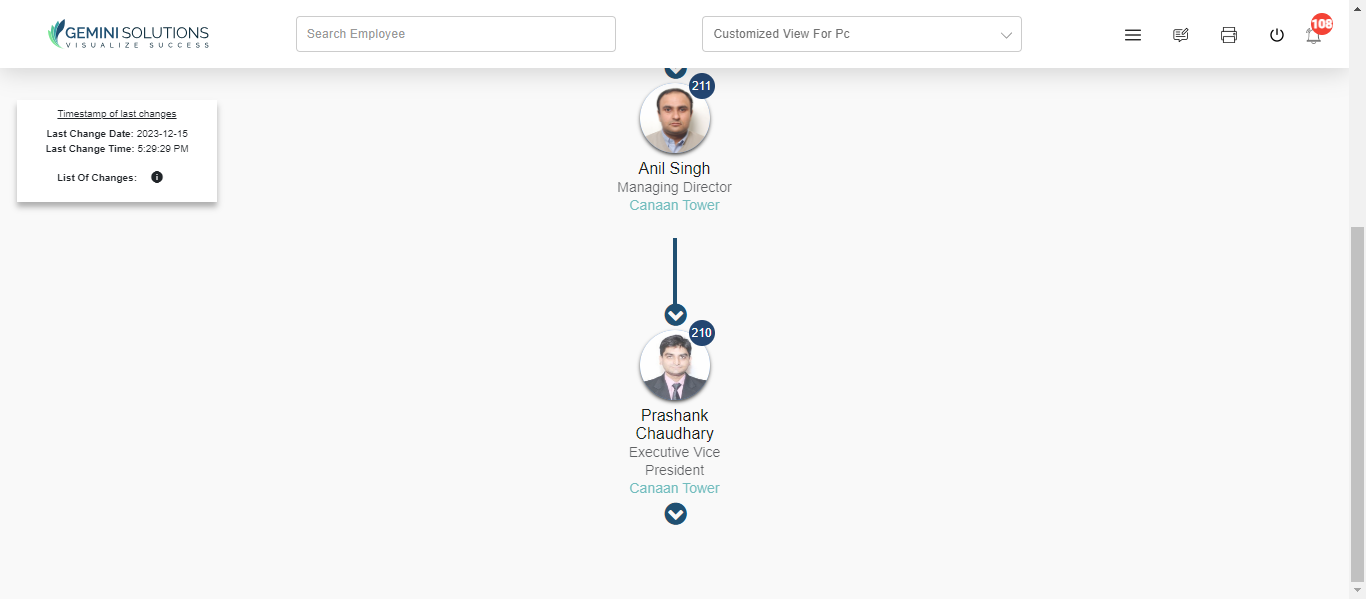 GEMINI SOLUTIONS
VISUALIZE SUCCESS
Search Employee
Customized View For Pc
108
Timestamp of last changes
Last Change Date: 2023-12-15
Last Change Time: 5:29:29 PM
List Of Changes:
211
Anil Singh
Managing Director
Canaan Tower
210
Prashank
Chaudhary
Executive Vice
President
Canaan Tower